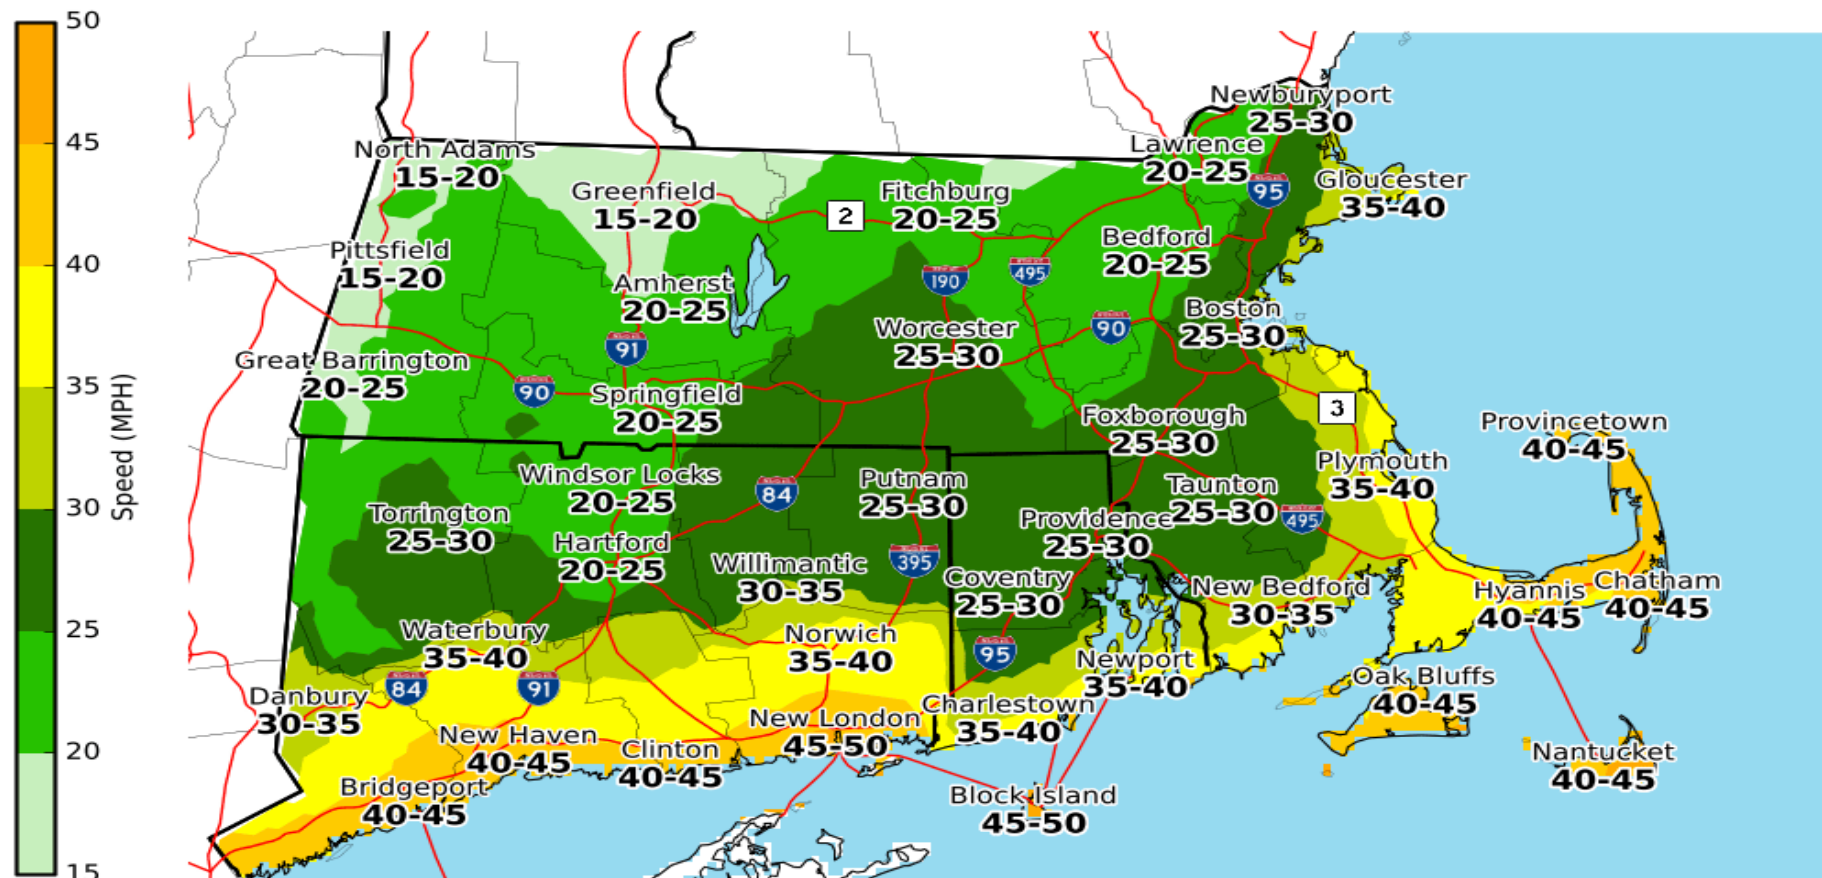 50
45
40
35
30
25
20
15
Speed (MPH)
Newburyport
25-30
North Adams
15-20
Lawrence
20-25
Greenfield
15-20
Fitchburg
20-25
Gloucester
35-40
95
2
Pittsfield
15-20
Bedford
20-25
190
495
Amherst
20-25
Boston
25-30
Worcester
25-30
90
91
Great Barrington
20-25
90
Springfield
20-25
3
Foxborough
25-30
Provincetown
40-45
Plymouth
35-40
Windsor Locks
20-25
84
Putnam
25-30
Taunton
25-30
Torrington
25-30
Providence
25-30
495
Hartford
20-25
Willimantic
30-35
395
Coventry
25-30
New Bedford
30-35
Hyannis
40-45
Chatham
40-45
Waterbury
35-40
Norwich
35-40
95
Newport
35-40
Oak Bluffs
40-45
84
91
Danbury
30-35
Charlestown
35-40
New London
45-50
New Haven
40-45
Clinton
40-45
Nantucket
40-45
Bridgeport
40-45
Block Island
45-50